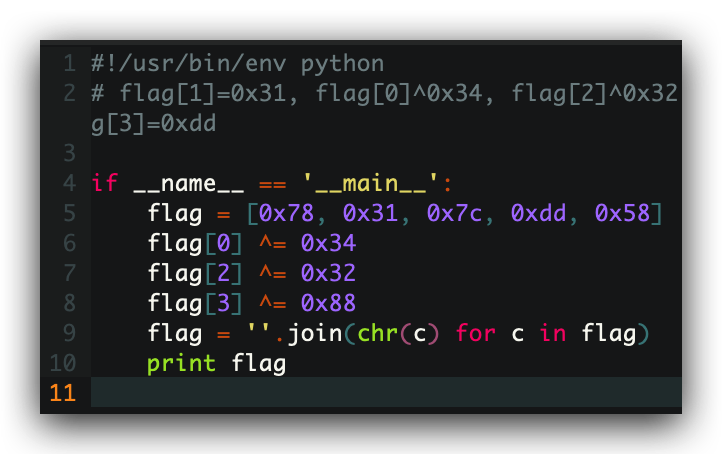 1 #!/usr/bin/env python
2 # flag[1]=0x31, flag[0]^0x34, flag[2]^0x32
g[3]=0xdd
3
4 if __name__ == '__main__':
5     flag = [0x78, 0x31, 0x7c, 0xdd, 0x58]
6     flag[0] ^= 0x34
7     flag[2] ^= 0x32
8     flag[3] ^= 0x88
9     flag = ''.join(chr(c) for c in flag)
10     print flag
11